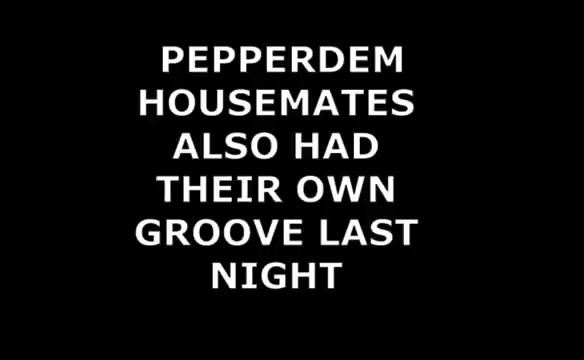 PEPPERDEM
HOUSEMATES
ALSO HAD
THEIR OWN
GROOVE LAST
NIGHT